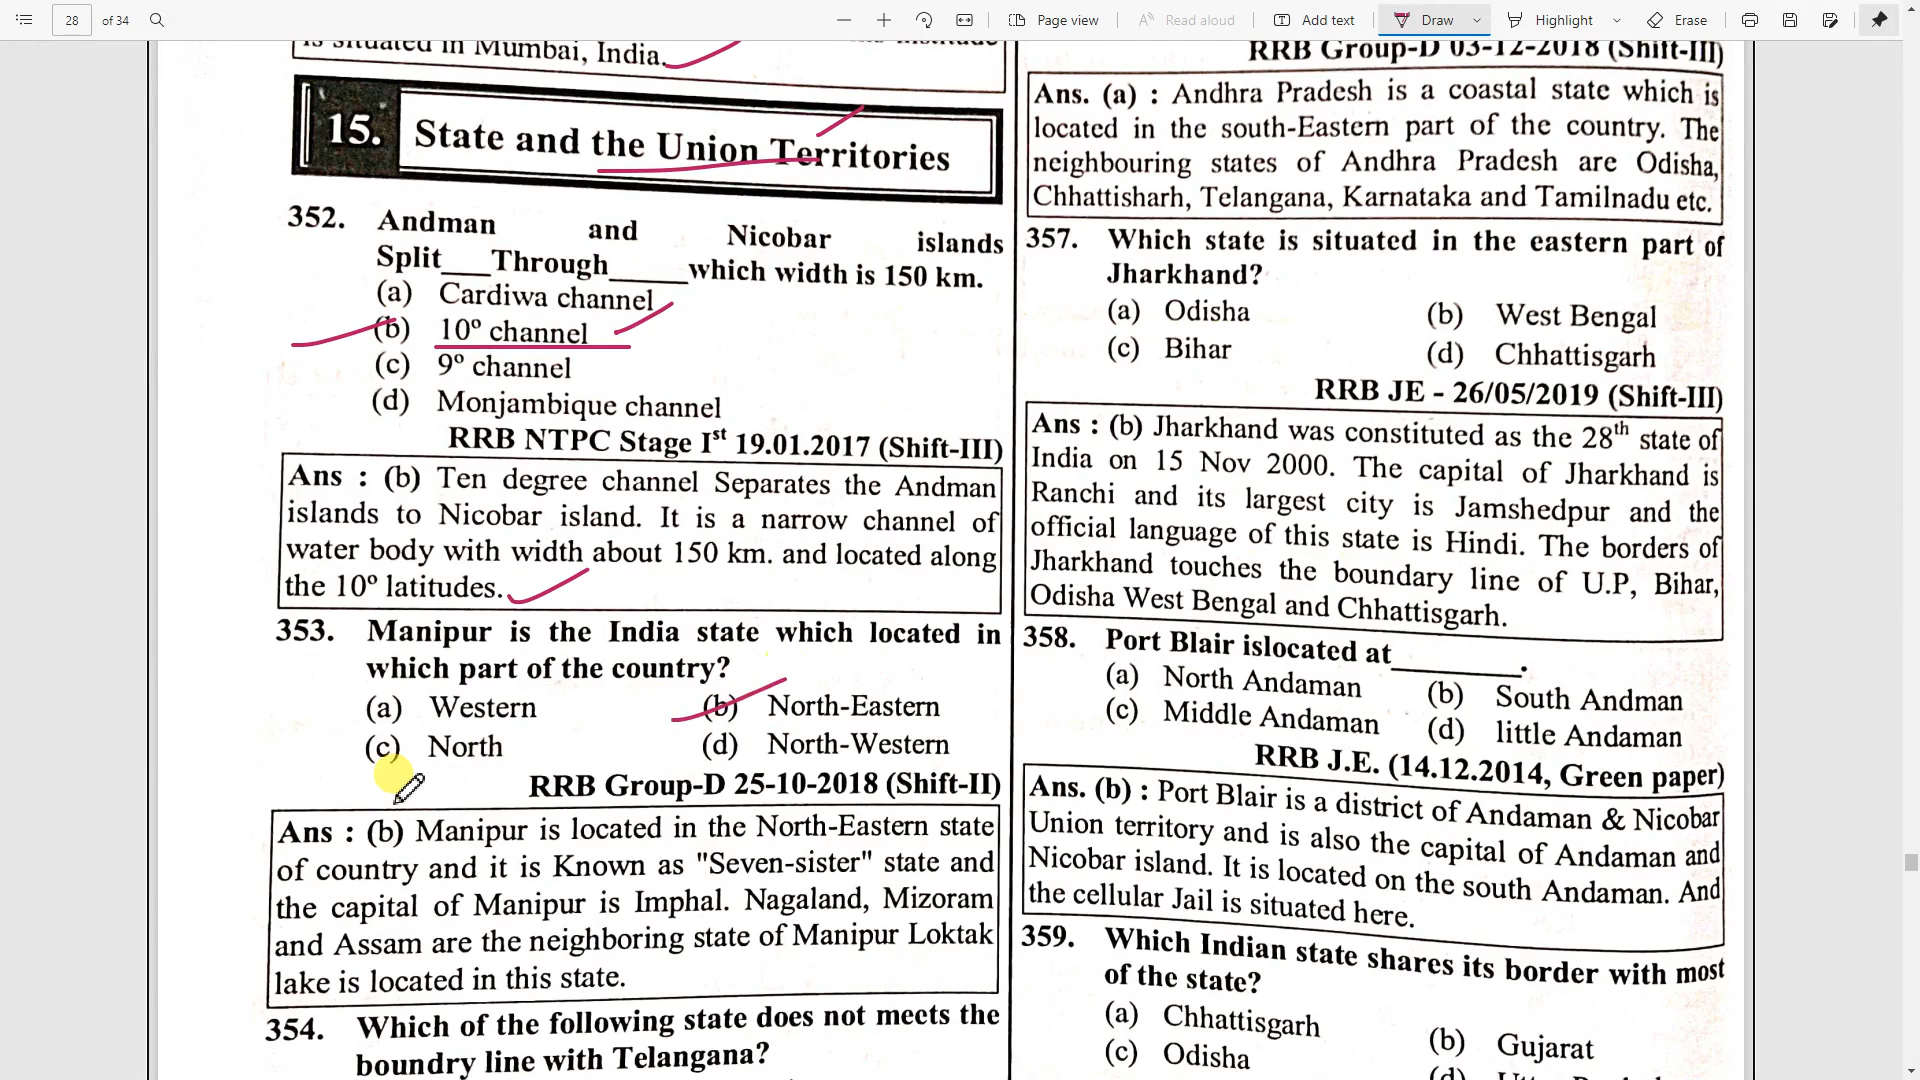 28 of 34
Page view
Read aloud
Add text
Draw
Highlight
Erase
is situated in Mumbai, India.
15. State and the Union Territories
352. Andman and Nicobar islands
Split___Through_____which width is 150 km.
(a) Cardiwa channel
(b) 10º channel
(c) 9º channel
(d) Monjambique channel
RRB NTPC Stage Ist 19.01.2017 (Shift-III)
Ans : (b) Ten degree channel Separates the Andman
islands to Nicobar island. It is a narrow channel of
water body with width about 150 km. and located along
the 10º latitudes.
353. Manipur is the India state which located in
which part of the country?
(a) Western (b) North-Eastern
(c) North (d) North-Western
RRB Group-D 25-10-2018 (Shift-II)
Ans : (b) Manipur is located in the North-Eastern state
of country and it is Known as "Seven-sister" state and
the capital of Manipur is Imphal. Nagaland, Mizoram
and Assam are the neighboring state of Manipur Loktak
lake is located in this state.
354. Which of the following state does not meets the
boundry line with Telangana?
RRB Group-D 03-12-2018 (Shift-III)
Ans. (a) : Andhra Pradesh is a coastal state which is
located in the south-Eastern part of the country. The
neighbouring states of Andhra Pradesh are Odisha,
Chhattisharh, Telangana, Karnataka and Tamilnadu etc.
357. Which state is situated in the eastern part of
Jharkhand?
(a) Odisha (b) West Bengal
(c) Bihar (d) Chhattisgarh
RRB JE - 26/05/2019 (Shift-III)
Ans : (b) Jharkhand was constituted as the 28th state of
India on 15 Nov 2000. The capital of Jharkhand is
Ranchi and its largest city is Jamshedpur and the
official language of this state is Hindi. The borders of
Jharkhand touches the boundary line of U.P, Bihar,
Odisha West Bengal and Chhattisgarh.
358. Port Blair islocated at________.
(a) North Andaman (b) South Andman
(c) Middle Andaman (d) little Andaman
RRB J.E. (14.12.2014, Green paper)
Ans. (b) : Port Blair is a district of Andaman & Nicobar
Union territory and is also the capital of Andaman and
Nicobar island. It is located on the south Andaman. And
the cellular Jail is situated here.
359. Which Indian state shares its border with most
of the state?
(a) Chhattisgarh (b) Gujarat
(c) Odisha